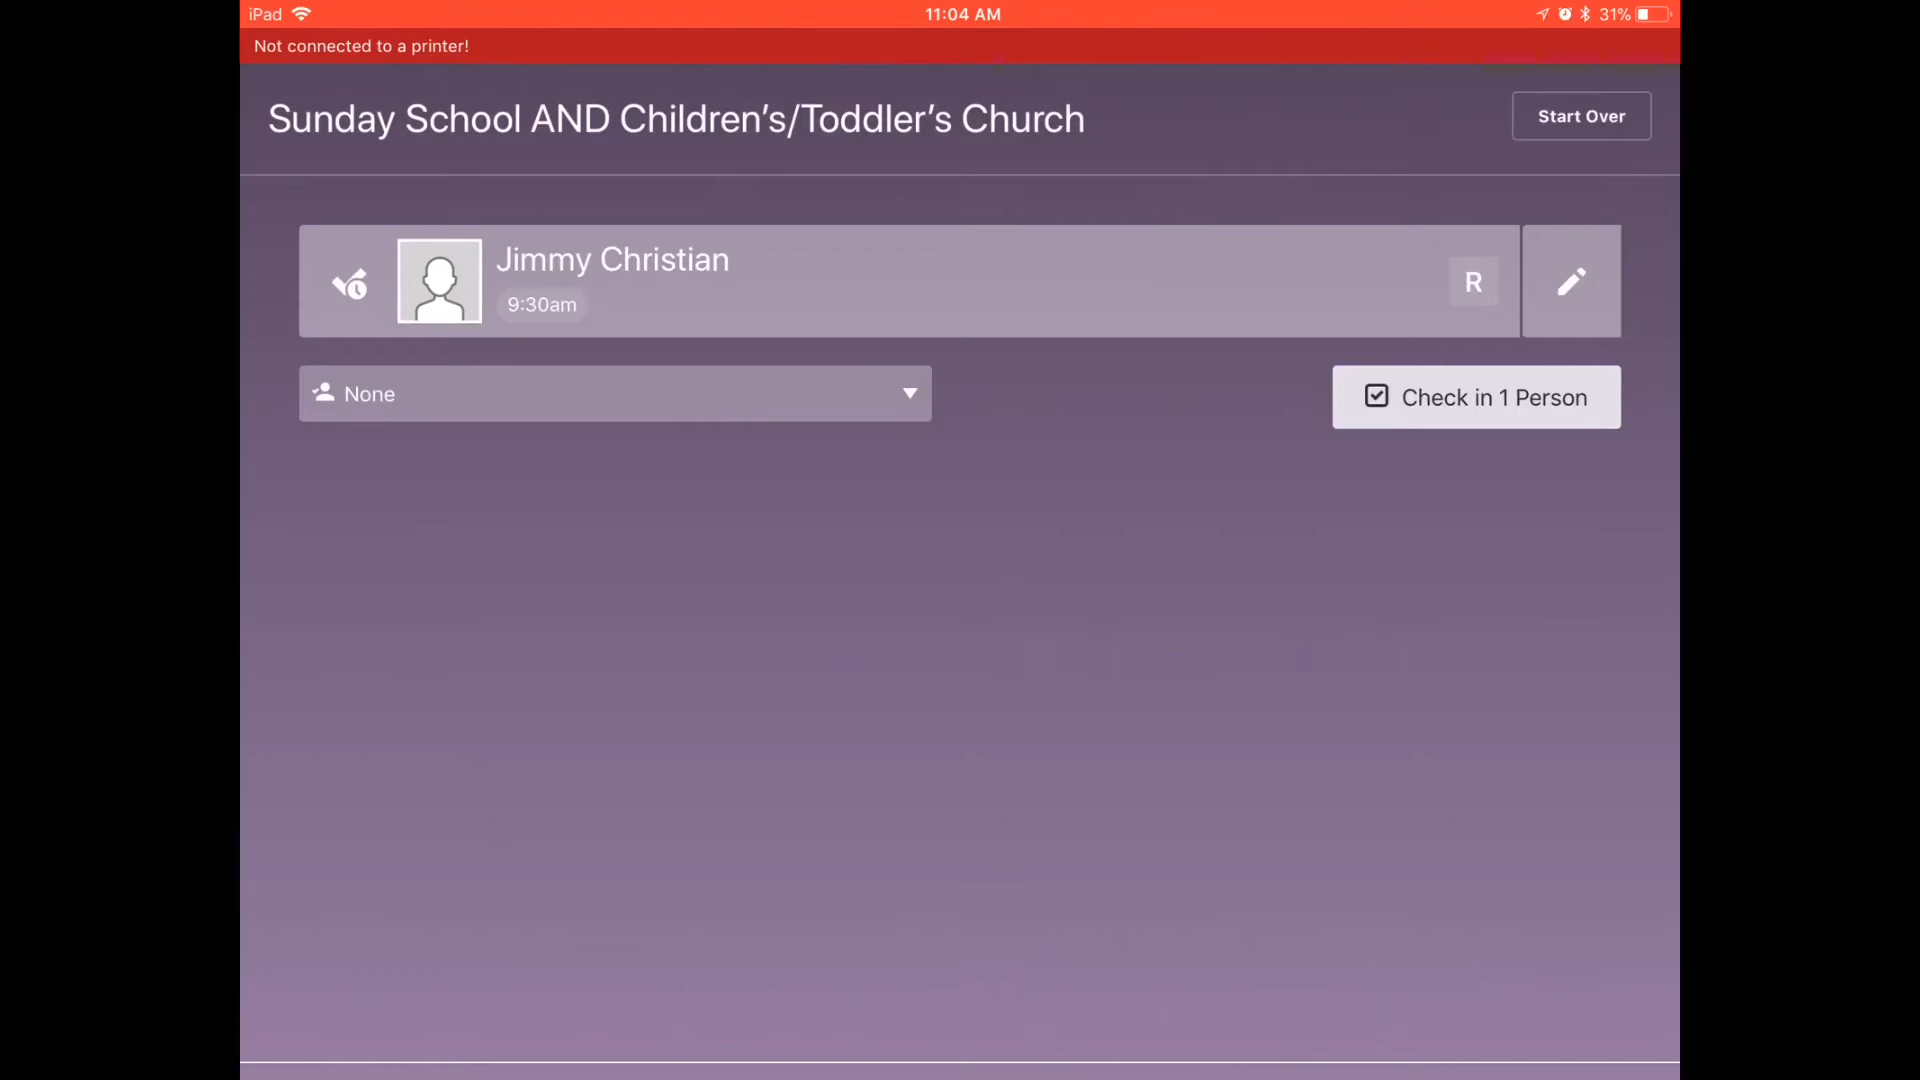 iPad 11:04 AM 31%
Not connected to a printer!
Sunday School AND Children's/Toddler's Church Start Over
Jimmy Christian
9:30am
R
None
Check in 1 Person